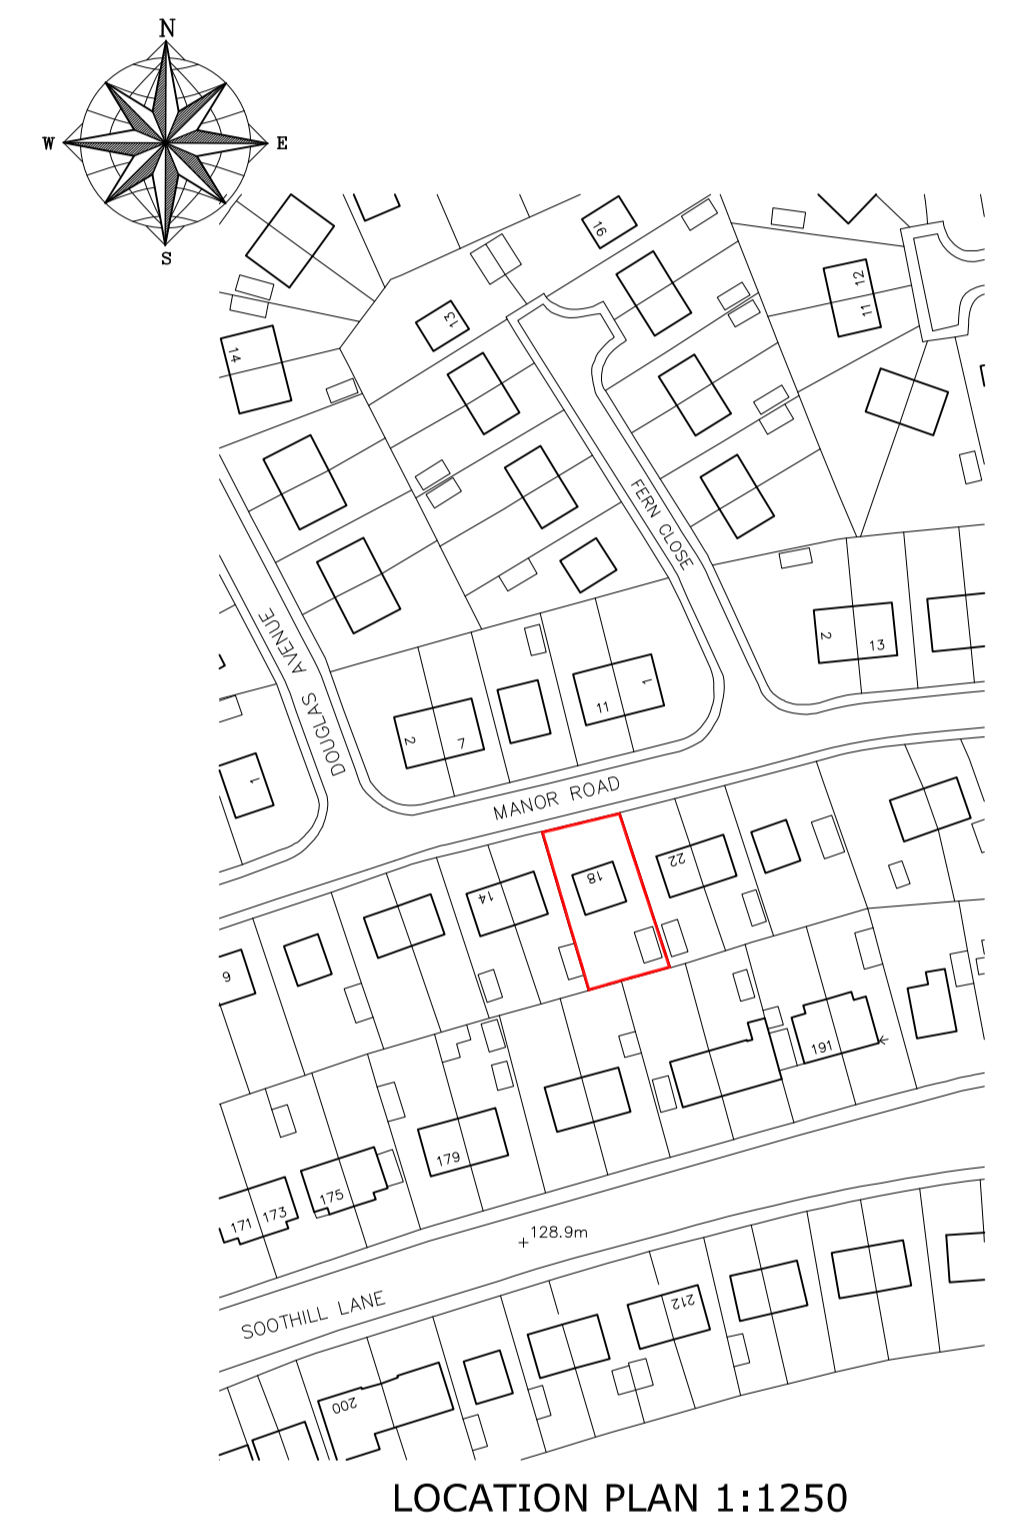 N
W
E
S
16
13
12
11
14
FERN CLOSE
DOUGLAS AVENUE
2
13
1
11
2
7
1
MANOR ROAD
22
18
14
9
191
179
175
171
173
128.9m
SOOTHILL LANE
212
200
LOCATION PLAN 1:1250